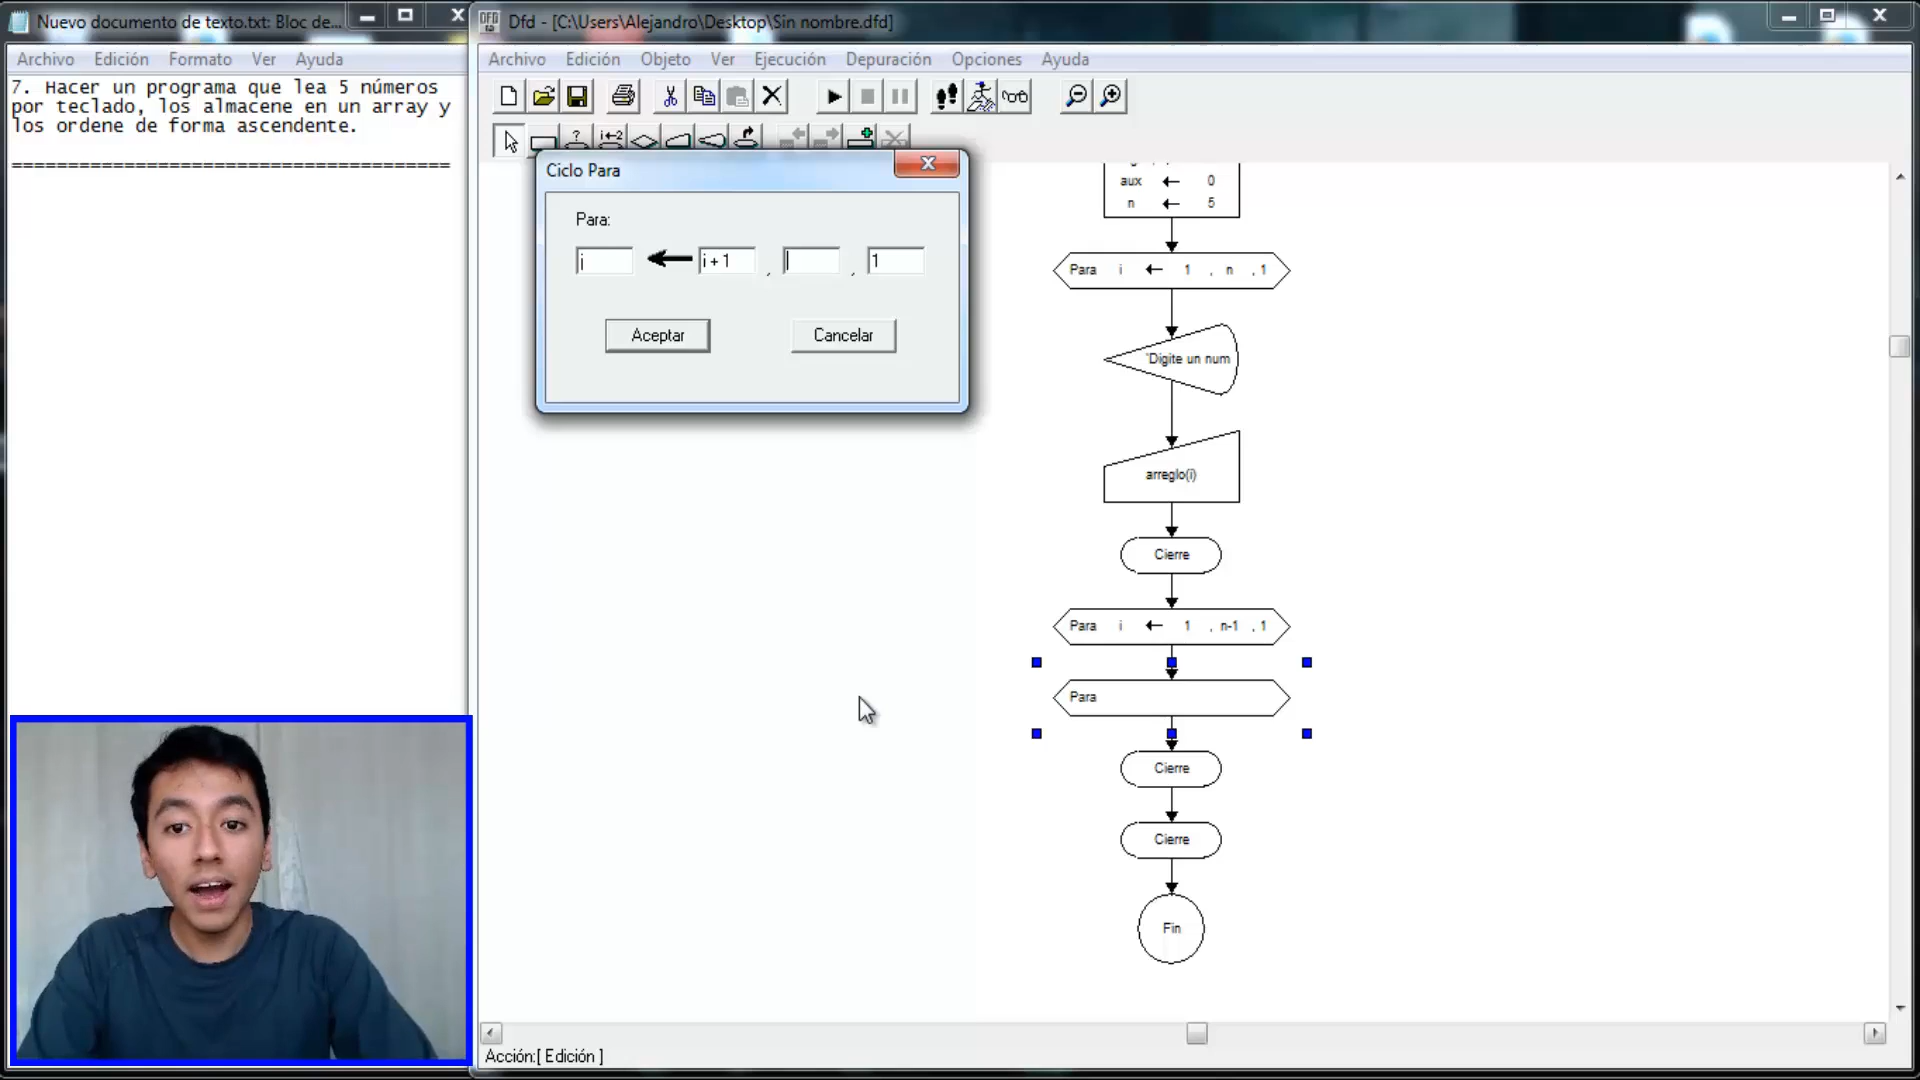 Nuevo documento de texto.txt: Bloc de...
Archivo Edición Formato Ver Ayuda
7. Hacer un programa que lea 5 números
por teclado, los almacene en un array y
los ordene de forma ascendente.
========================================
Dfd - [C:\Users\Alejandro\Desktop\Sin nombre.dfd]
Archivo Edición Objeto Ver Ejecución Depuración Opciones Ayuda
Ciclo Para
Para:
j i+1 , , 1
Aceptar Cancelar
aux ← 0
n ← 5
Para i ← 1 , n , 1
'Digite un num
arreglo(i)
Cierre
Para i ← 1 , n-1 , 1
Para
Cierre
Cierre
Fin
Acción:[ Edición ]